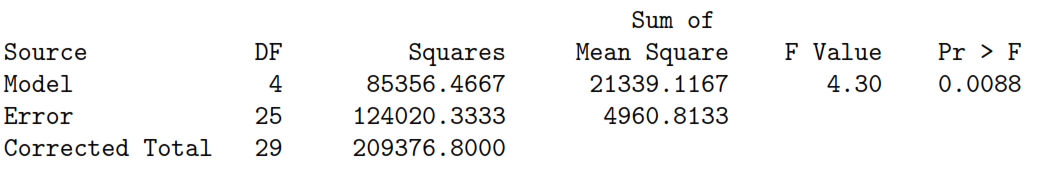 Sum of
Source DF Squares Mean Square F Value Pr > F
Model 4 85356.4667 21339.1167 4.30 0.0088
Error 25 124020.3333 4960.8133
Corrected Total 29 209376.8000